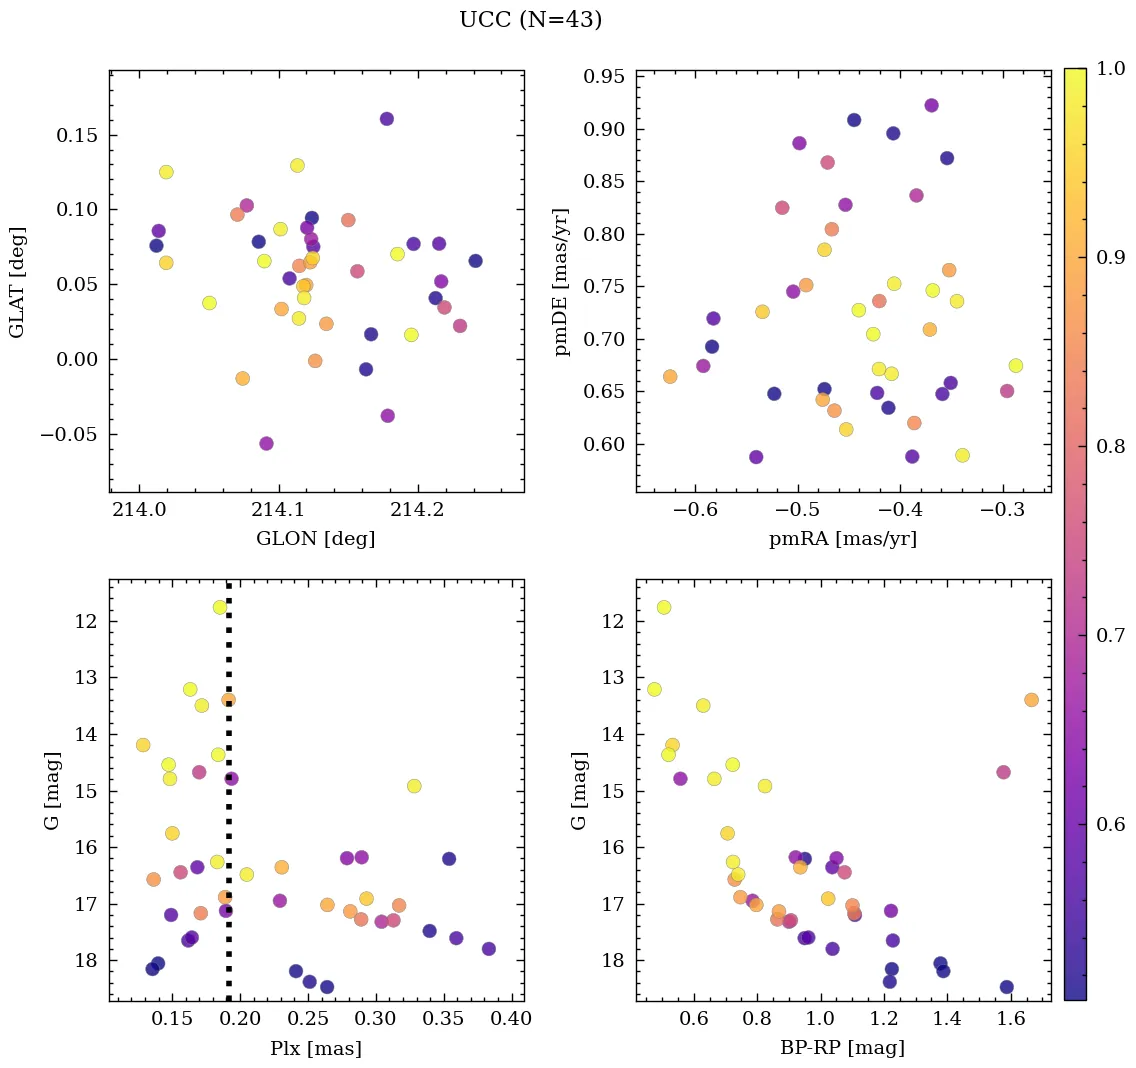 UCC (N=43)
0.15
0.10
0.05
0.00
−0.05
GLAT [deg]
214.0 214.1 214.2
GLON [deg]
0.95
0.90
0.85
0.80
0.75
0.70
0.65
0.60
pmDE [mas/yr]
−0.6 −0.5 −0.4 −0.3
pmRA [mas/yr]
1.0
0.9
0.8
0.7
0.6
12
13
14
15
16
17
18
G [mag]
0.15 0.20 0.25 0.30 0.35 0.40
Plx [mas]
12
13
14
15
16
17
18
G [mag]
0.6 0.8 1.0 1.2 1.4 1.6
BP-RP [mag]